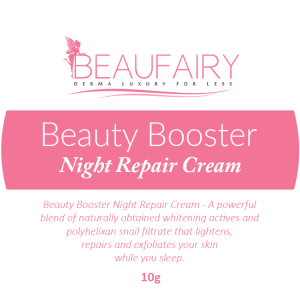 BEAUFAIRY
DERMA LUXURY FOR LESS
Beauty Booster
Night Repair Cream
Beauty Booster Night Repair Cream - A powerful
blend of naturally obtained whitening actives and
polyhelixan snail filtrate that lightens,
repairs and exfoliates your skin
while you sleep.
10g